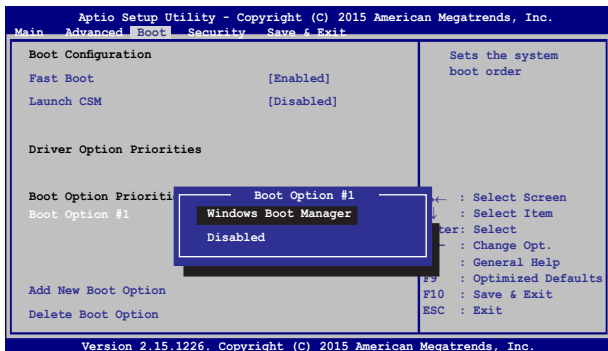 Aptio Setup Utility - Copyright (C) 2015 American Megatrends, Inc.
Main Advanced Boot Security Save & Exit
Boot Configuration
Fast Boot [Enabled]
Launch CSM [Disabled]
Driver Option Priorities
Boot Option Prioriti
Boot Option #1
Add New Boot Option
Delete Boot Option
Boot Option #1
Windows Boot Manager
Disabled
Sets the system
boot order
→← : Select Screen
: Select Item
ter: Select
- : Change Opt.
: General Help
F9 : Optimized Defaults
F10 : Save & Exit
ESC : Exit
Version 2.15.1226. Copyright (C) 2015 American Megatrends, Inc.